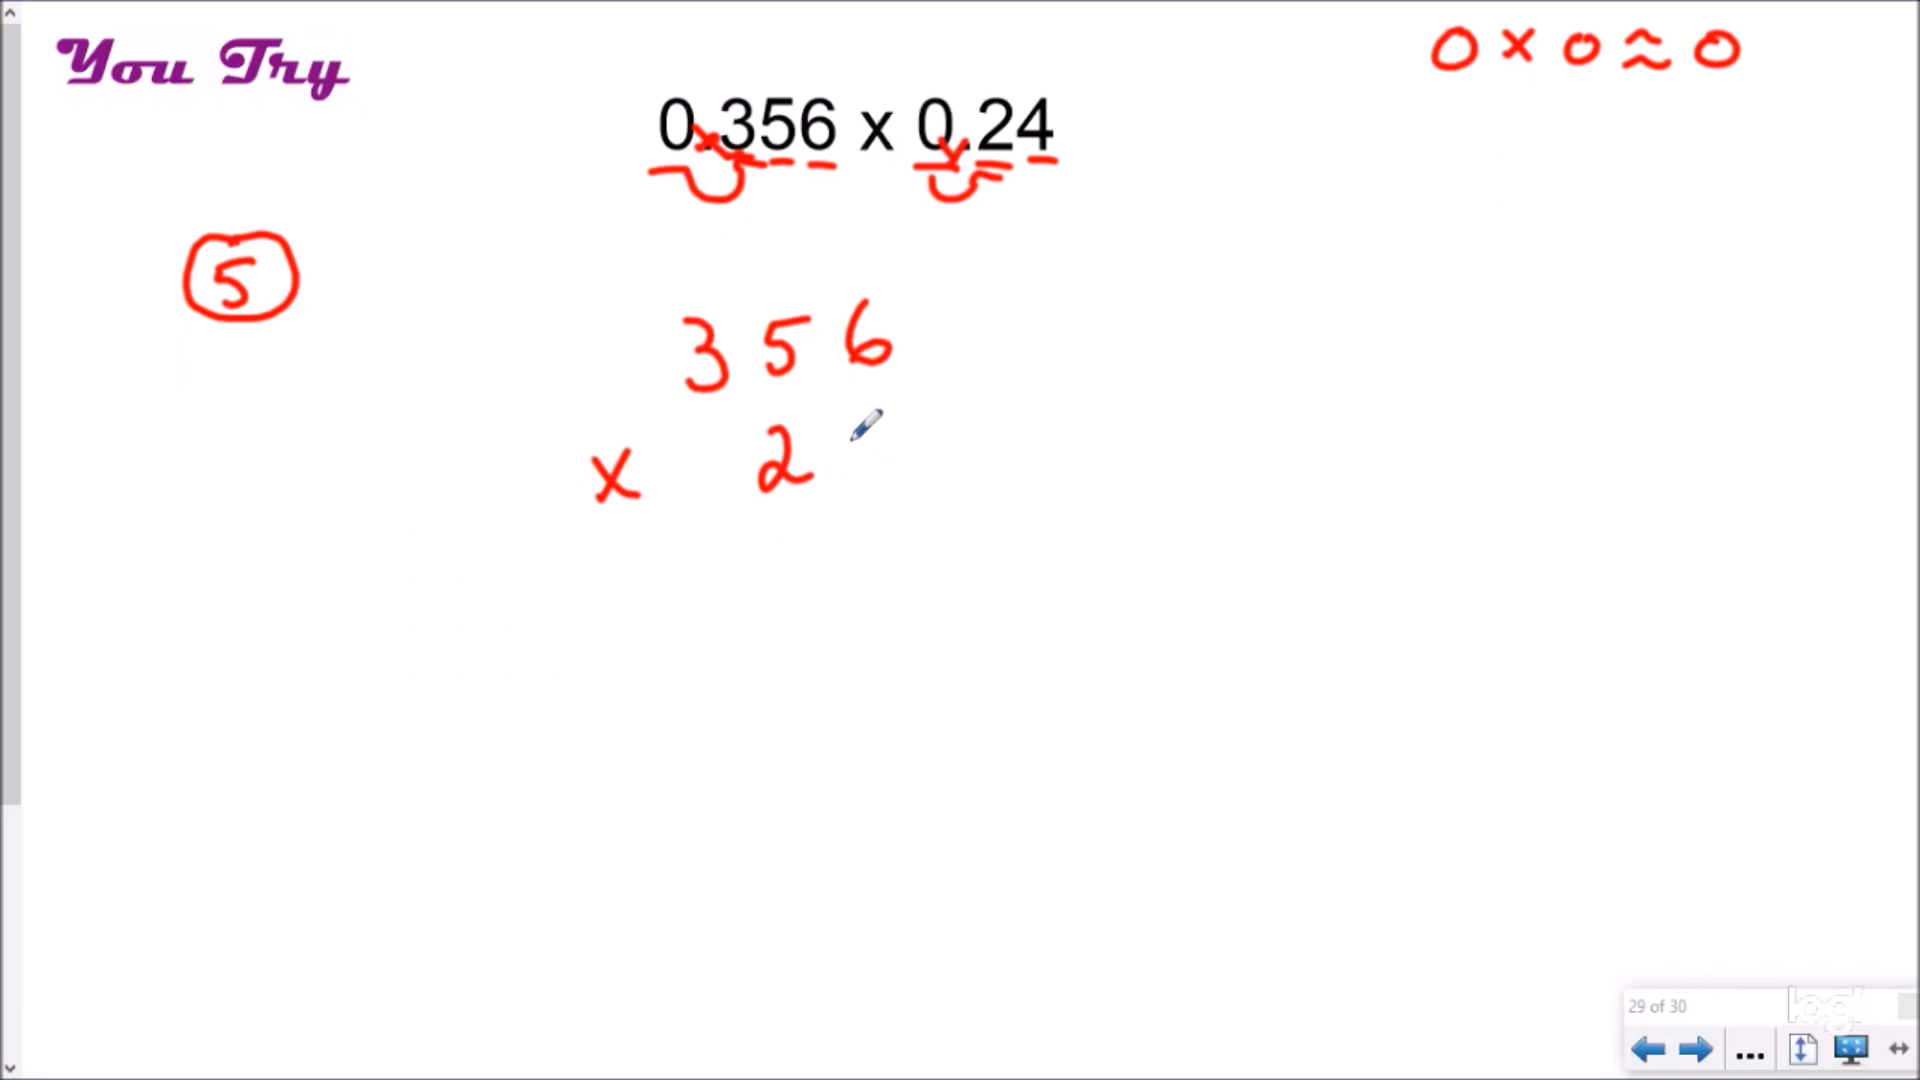 You Try
0 x 0 ≈ 0
0.356 x 0.24
5
3 5 6
x 2
29 of 30